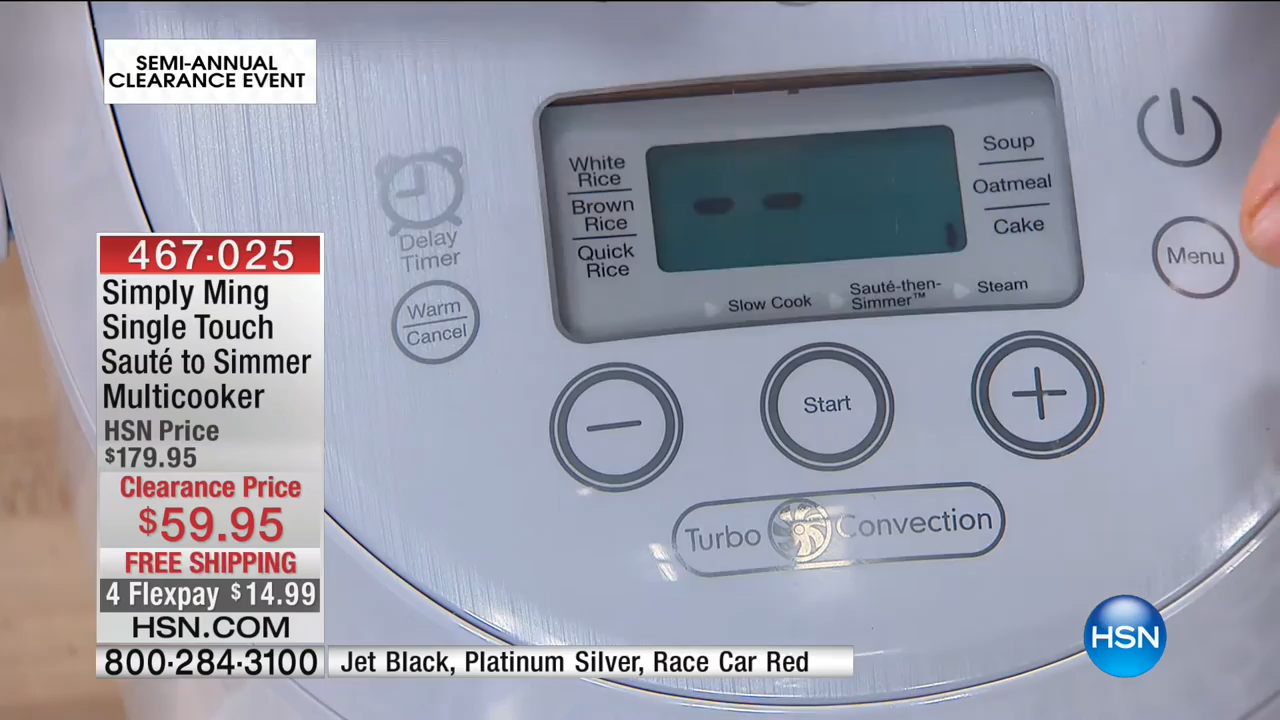 SEMI-ANNUAL
CLEARANCE EVENT
467·025
Simply Ming
Single Touch
Sauté to Simmer
Multicooker
HSN Price
$179.95
Clearance Price
$59.95
FREE SHIPPING
4 Flexpay $14.99
HSN.COM
800·284·3100
Jet Black, Platinum Silver, Race Car Red
Delay
Timer
Warm
Cancel
White
Rice
Brown
Rice
Quick
Rice
- -
Soup
Oatmeal
Cake
Slow Cook
Sauté-then-
Simmer™
Steam
Menu
−
Start
+
Turbo Convection
HSN